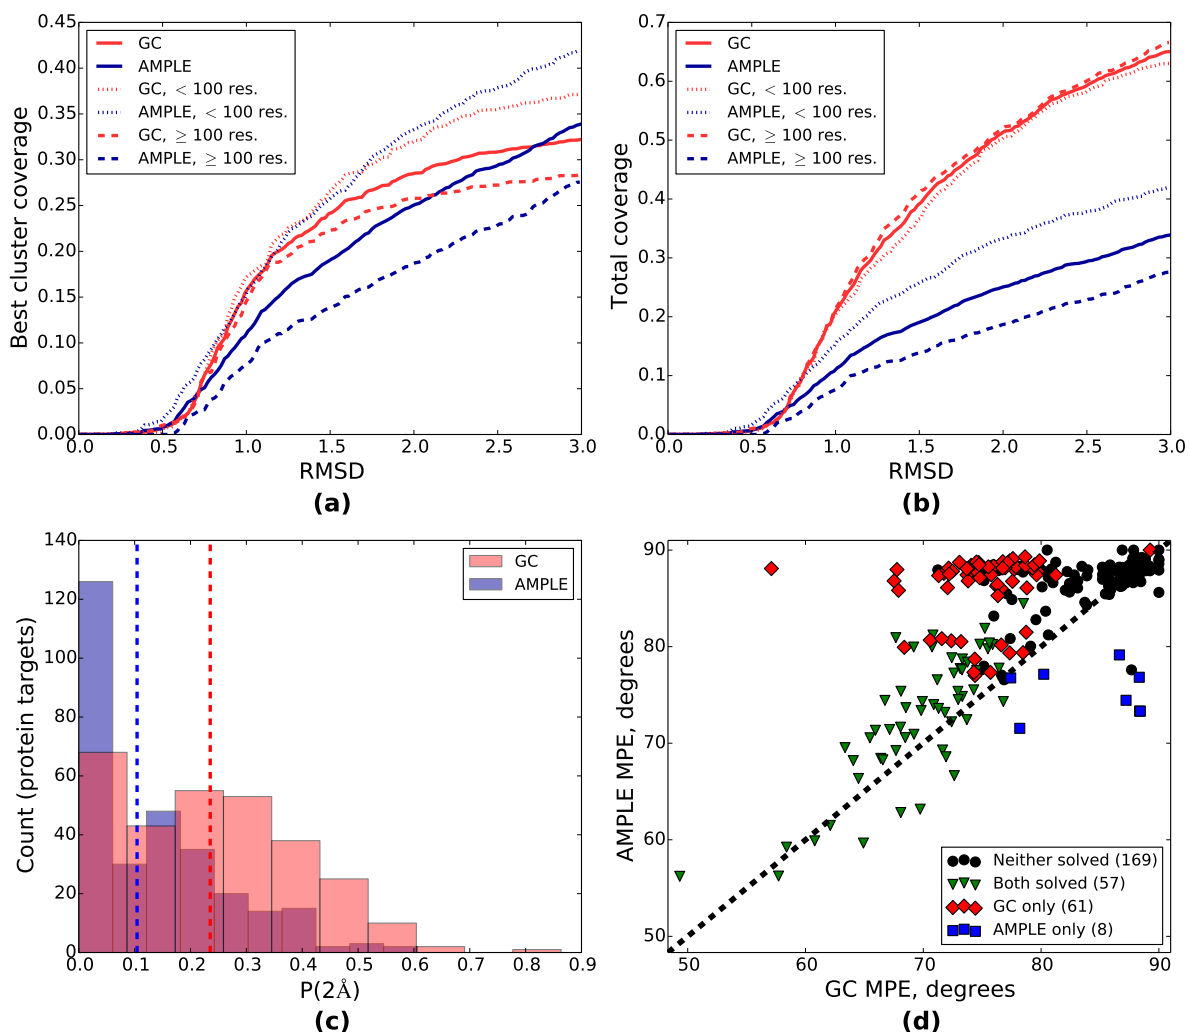 0.45
0.40
0.35
0.30
0.25
0.20
0.15
0.10
0.05
0.00
Best cluster coverage
GC
AMPLE
GC, < 100 res.
AMPLE, < 100 res.
GC, ≥ 100 res.
AMPLE, ≥ 100 res.
0.0 0.5 1.0 1.5 2.0 2.5 3.0
RMSD
(a)
0.7
0.6
0.5
0.4
0.3
0.2
0.1
0.0
Total coverage
GC
AMPLE
GC, < 100 res.
AMPLE, < 100 res.
GC, ≥ 100 res.
AMPLE, ≥ 100 res.
0.0 0.5 1.0 1.5 2.0 2.5 3.0
RMSD
(b)
140
120
100
80
60
40
20
0
Count (protein targets)
GC
AMPLE
0.0 0.1 0.2 0.3 0.4 0.5 0.6 0.7 0.8 0.9
P(2Å)
(c)
90
80
70
60
50
AMPLE MPE, degrees
Neither solved (169)
Both solved (57)
GC only (61)
AMPLE only (8)
50 60 70 80 90
GC MPE, degrees
(d)